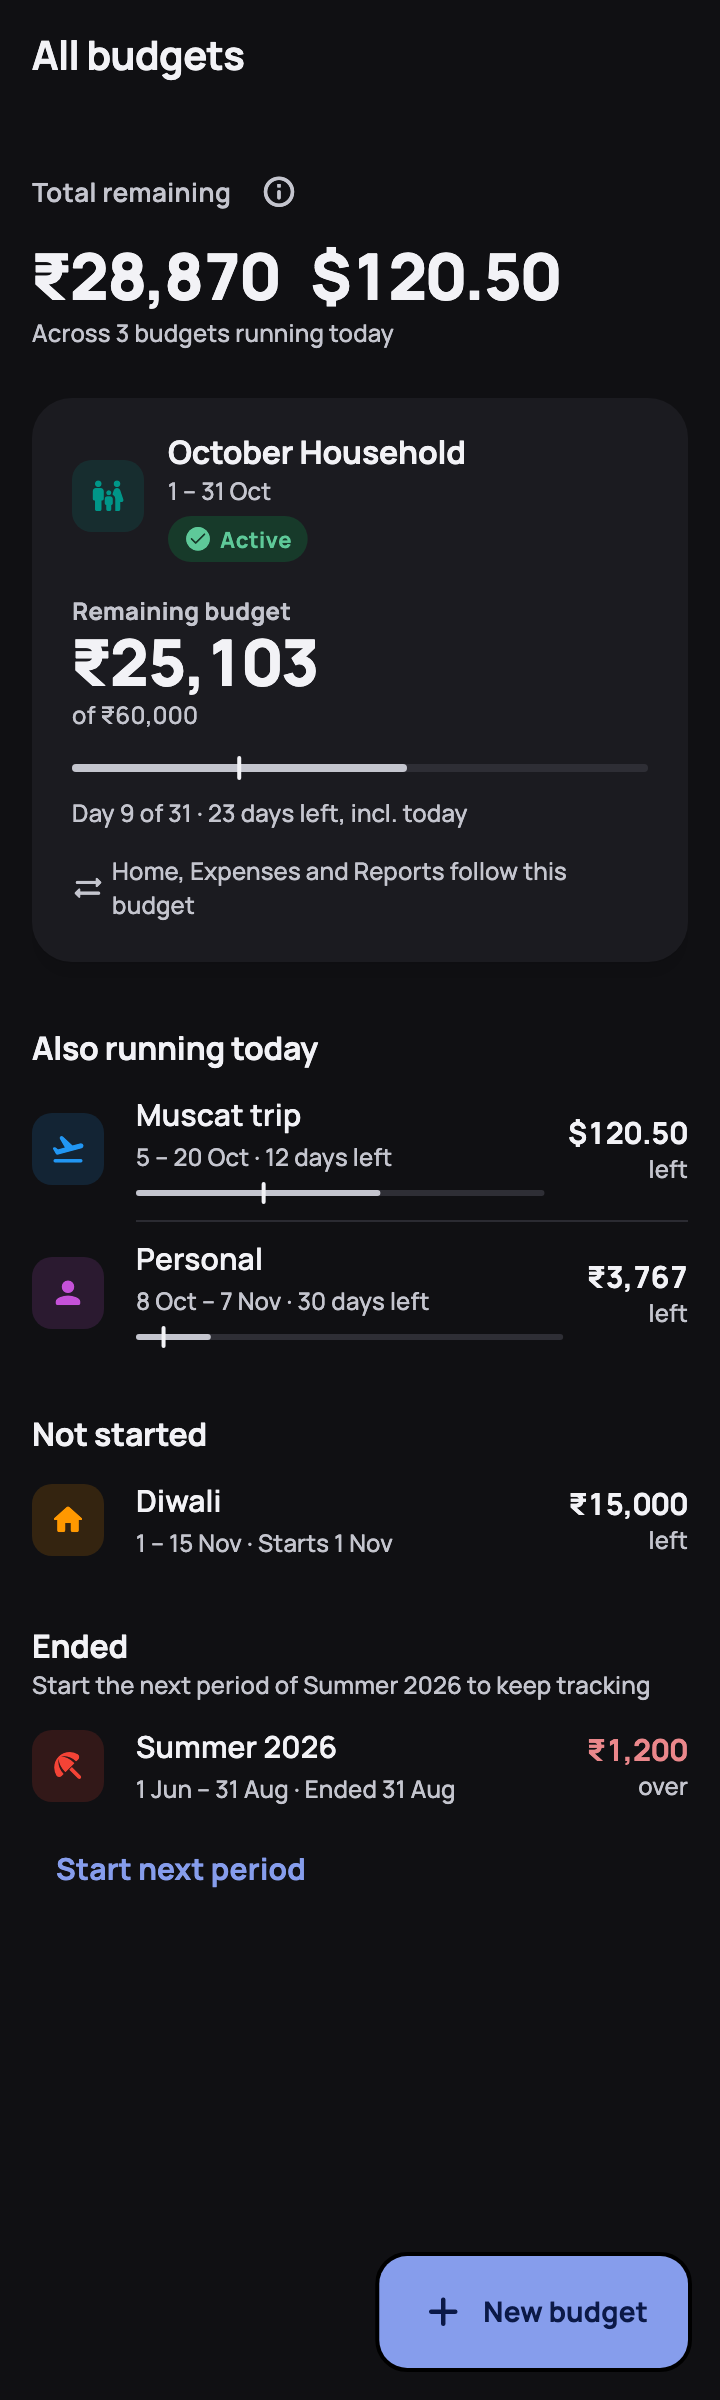 All budgets
Total remaining
₹28,870 $120.50
Across 3 budgets running today
October Household
1 – 31 Oct
Active
Remaining budget
₹25,103
of ₹60,000
Day 9 of 31 · 23 days left, incl. today
Home, Expenses and Reports follow this
budget
Also running today
Muscat trip
$120.50
5 – 20 Oct · 12 days left
left
Personal
₹3,767
8 Oct – 7 Nov · 30 days left
left
Not started
Diwali
₹15,000
1 – 15 Nov · Starts 1 Nov
left
Ended
Start the next period of Summer 2026 to keep tracking
Summer 2026
₹1,200
1 Jun – 31 Aug · Ended 31 Aug
over
Start next period
New budget